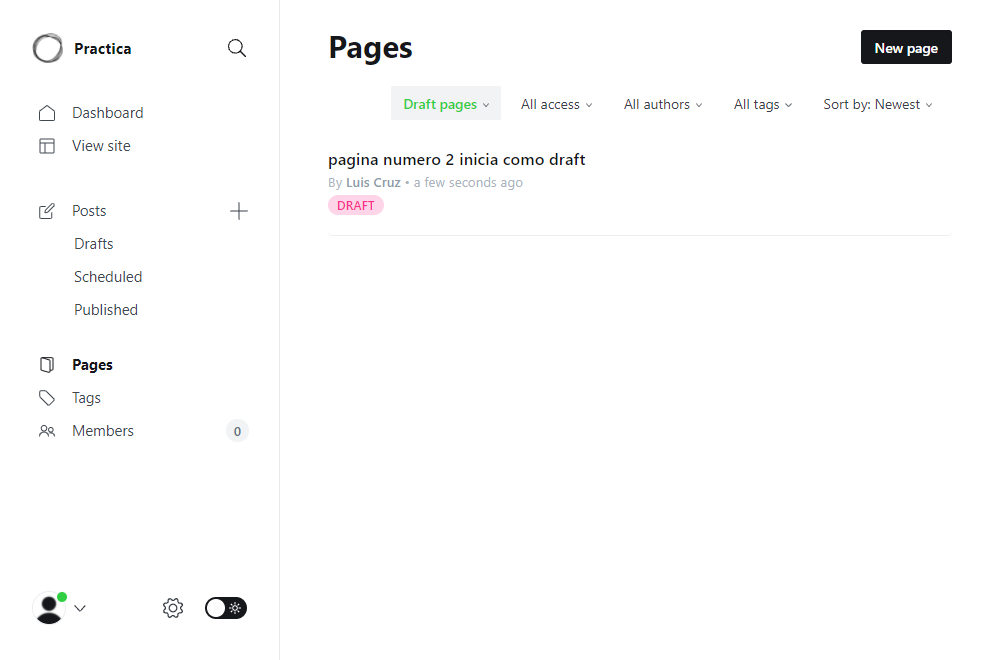 Practica
Dashboard
View site
Posts
Drafts
Scheduled
Published
Pages
Tags
Members
0
Pages
New page
Draft pages
All access
All authors
All tags
Sort by: Newest
pagina numero 2 inicia como draft
By Luis Cruz • a few seconds ago
DRAFT